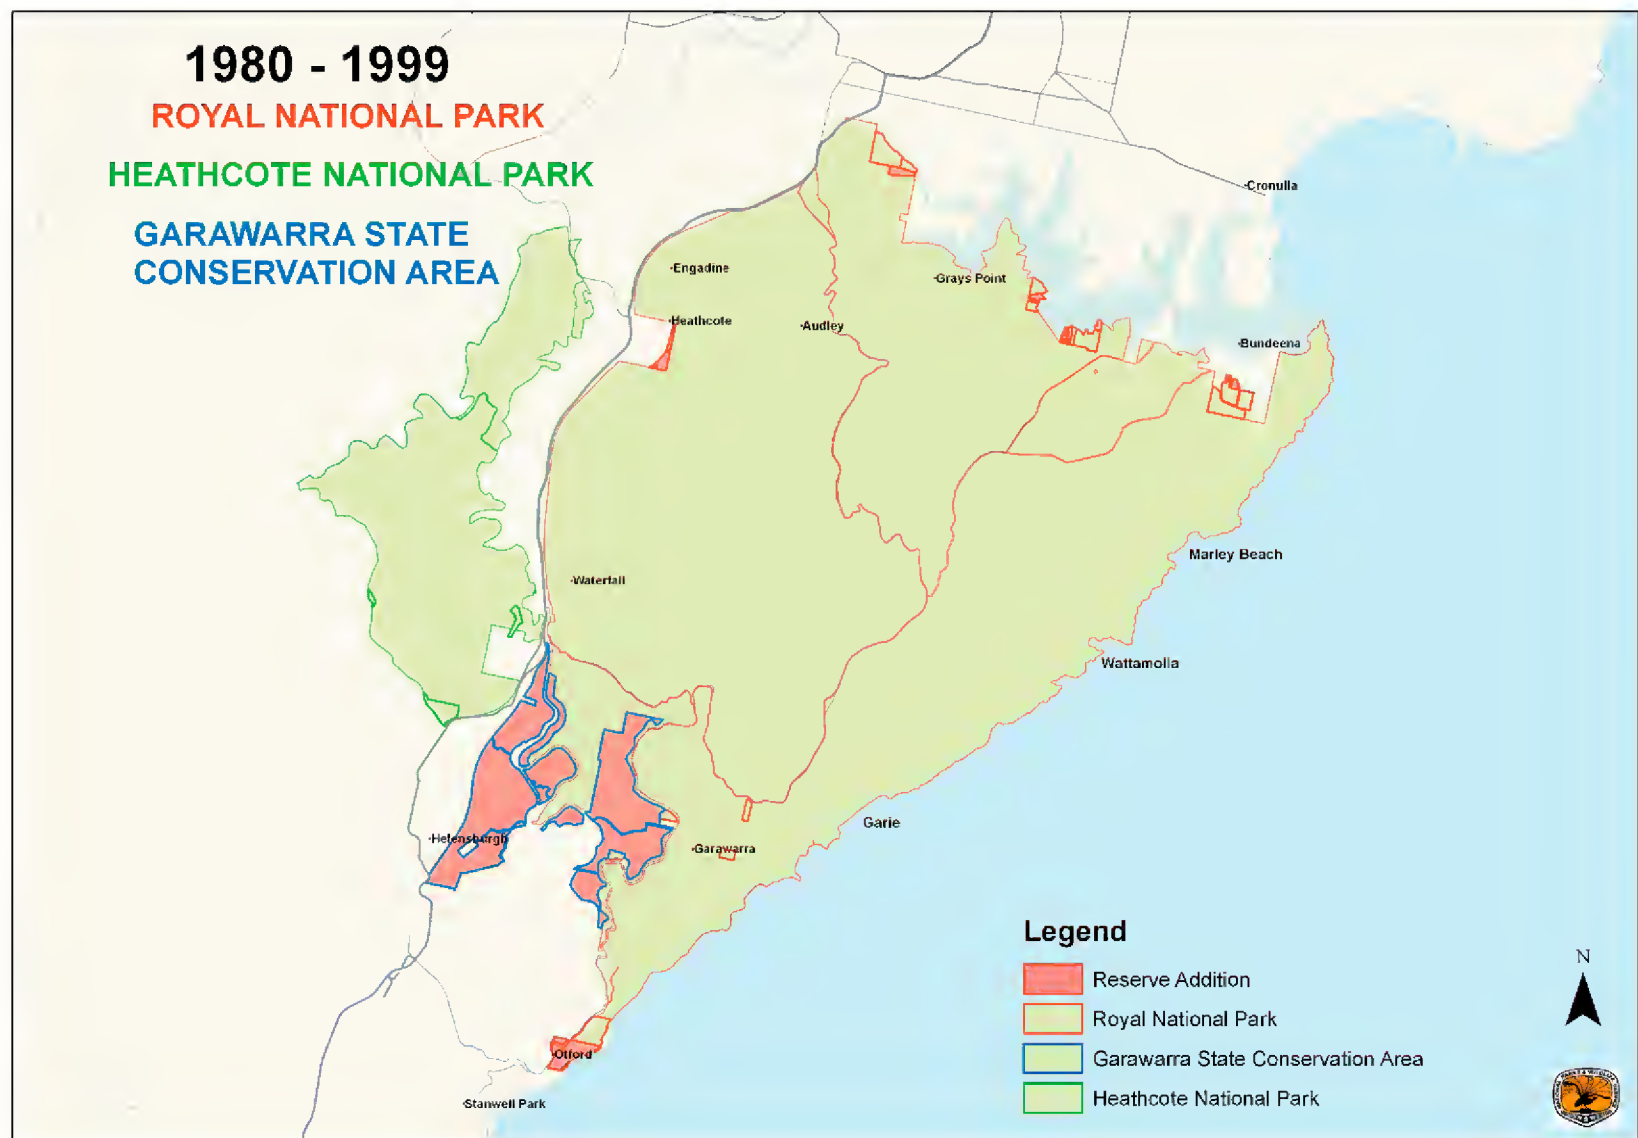 1980 - 1999
ROYAL NATIONAL PARK
HEATHCOTE NATIONAL PARK
GARAWARRA STATE
CONSERVATION AREA
Cronulla
Engadine
Grays Point
Heathcote
Audley
Bundeena
Marley Beach
Waterfall
Wattamolla
Garie
Helensburgh
Garawarra
Otford
Stanwell Park
Legend
Reserve Addition
Royal National Park
Garawarra State Conservation Area
Heathcote National Park
N